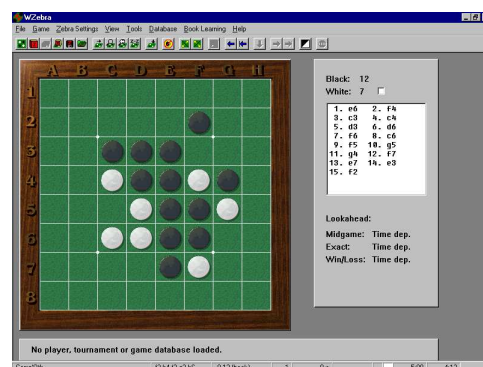 WZebra
File Game Zebra Settings View Tools Database Book Learning Help
A B C D E F G H
1
2
3
4
5
6
7
8
Black: 12
White: 7
1. e6 2. f4
3. c3 4. c4
5. d3 6. d6
7. f6 8. c6
9. f5 10. g5
11. g4 12. f7
13. e7 14. e3
15. f2
Lookahead:
Midgame: Time dep.
Exact: Time dep.
Win/Loss: Time dep.
No player, tournament or game database loaded.